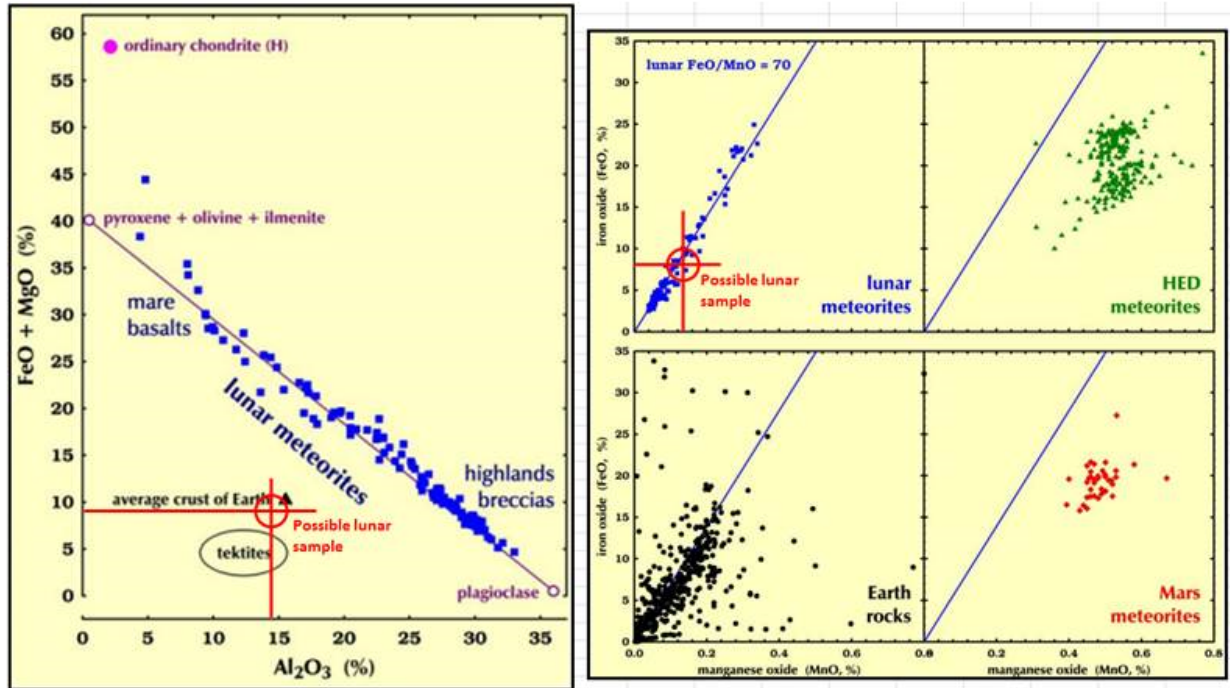 60
55
50
45
40
35
30
25
20
15
10
5
0
FeO + MgO (%)
ordinary chondrite (H)
pyroxene + olivine + ilmenite
mare
basalts
lunar meteorites
highlands
breccias
average crust of Earth
Possible lunar
sample
tektites
plagioclase
0 5 10 15 20 25 30 35
Al₂O₃ (%)
35
30
25
20
15
10
5
0
iron oxide (FeO, %)
lunar FeO/MnO = 70
Possible lunar
sample
lunar
meteorites
HED
meteorites
35
30
25
20
15
10
5
0
iron oxide (FeO, %)
Earth
rocks
Mars
meteorites
0.0 0.2 0.4 0.6 0.8 0.2 0.4 0.6 0.8
manganese oxide (MnO, %) manganese oxide (MnO, %)